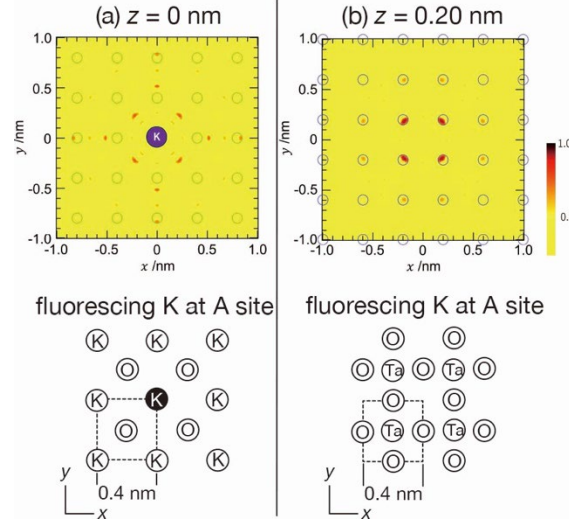 (a) z = 0 nm
(b) z = 0.20 nm
1.0
0.5
0
-0.5
-1.0
y /nm
K
-1.0 -0.5 0 0.5 1.0
x /nm
1.0
0.5
0
-0.5
-1.0
y /nm
-1.0 -0.5 0 0.5 1.0
x /nm
1.0
0
fluorescing K at A site
K K K
O O
K K K
O O
K K K
0.4 nm
y
x
fluorescing K at A site
O O
O Ta O Ta O
O O
O Ta O Ta O
O O
0.4 nm
y
x